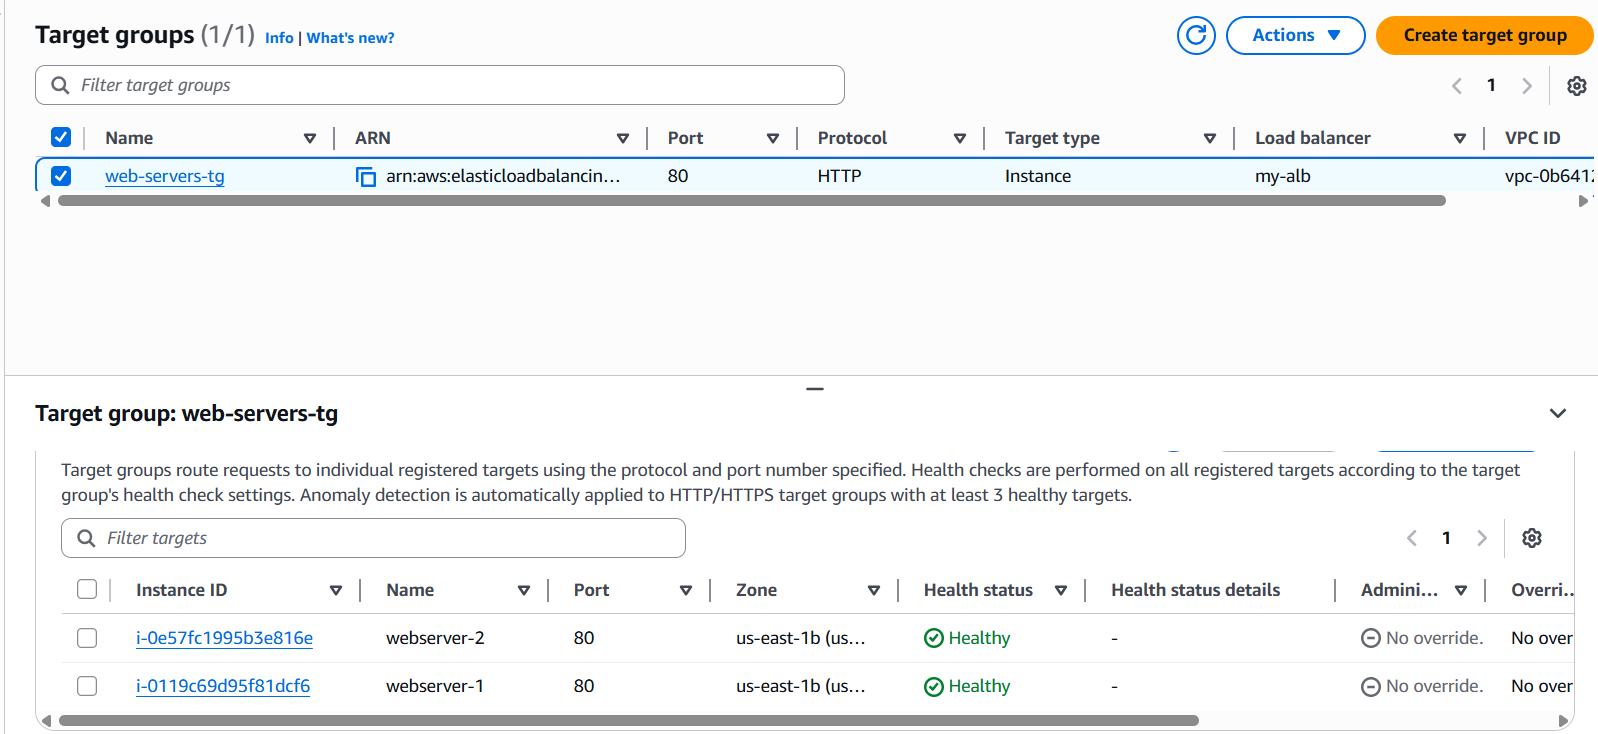 Target groups (1/1) Info | What's new?
Actions
Create target group
Filter target groups
1
Name ARN Port Protocol Target type Load balancer VPC ID
web-servers-tg arn:aws:elasticloadbalancin... 80 HTTP Instance my-alb vpc-0b6412
Target group: web-servers-tg
Target groups route requests to individual registered targets using the protocol and port number specified. Health checks are performed on all registered targets according to the target
group's health check settings. Anomaly detection is automatically applied to HTTP/HTTPS target groups with at least 3 healthy targets.
Filter targets
1
Instance ID Name Port Zone Health status Health status details Admini... Overri..
i-0e57fc1995b3e816e webserver-2 80 us-east-1b (us... Healthy - No override. No over
i-0119c69d95f81dcf6 webserver-1 80 us-east-1b (us... Healthy - No override. No over